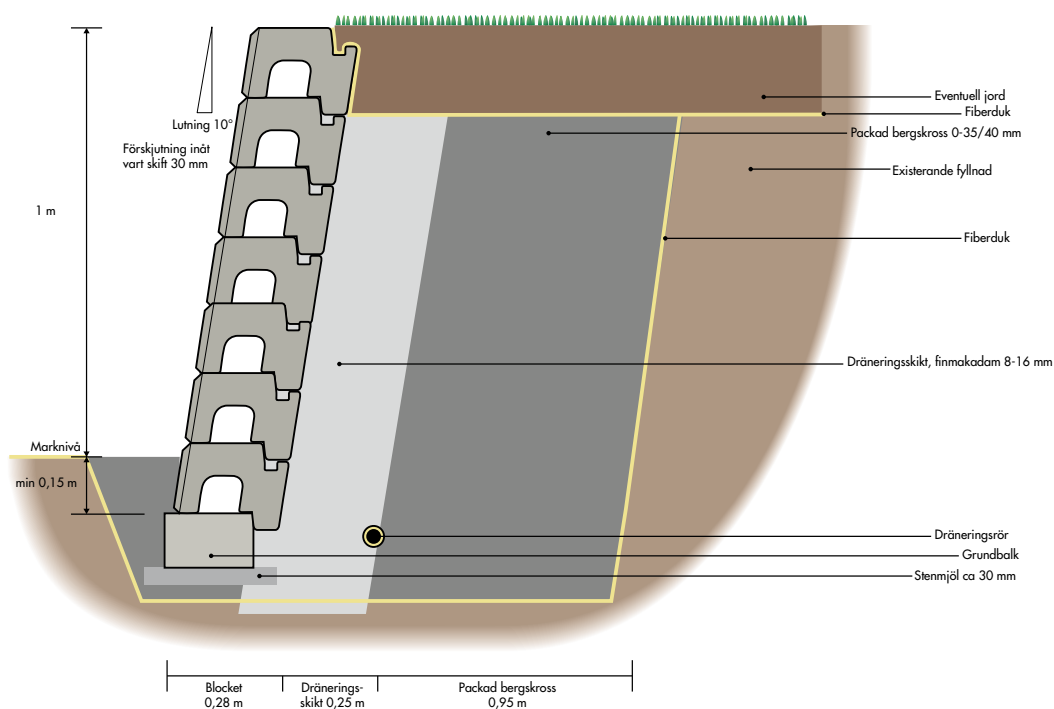 Eventuell jord
Fiberduk
Lutning 10°
Packad bergskross 0-35/40 mm
Förskjutning inåt
vart skift 30 mm
Existerande fyllnad
1 m
Fiberduk
Dräneringsskikt, finmakadam 8-16 mm
Marknivå
min 0,15 m
Dräneringsrör
Grundbalk
Stenmjöl ca 30 mm
Blocket
0,28 m
Dränerings-
skikt 0,25 m
Packad bergskross
0,95 m